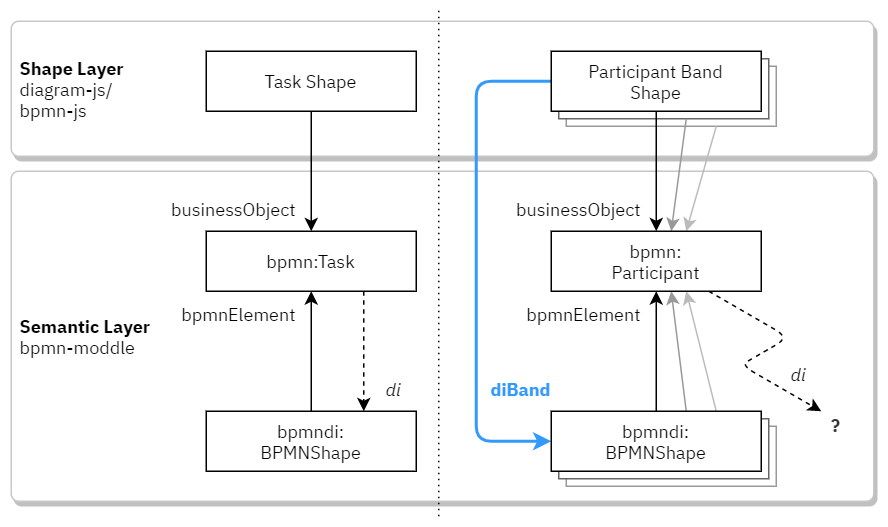 Shape Layer
diagram-js/
bpmn-js
Task Shape
Participant Band
Shape
businessObject
businessObject
bpmn:Task
bpmn:
Participant
Semantic Layer
bpmn-moddle
bpmnElement
bpmnElement
di
diBand
di
?
bpmndi:
BPMNShape
bpmndi:
BPMNShape